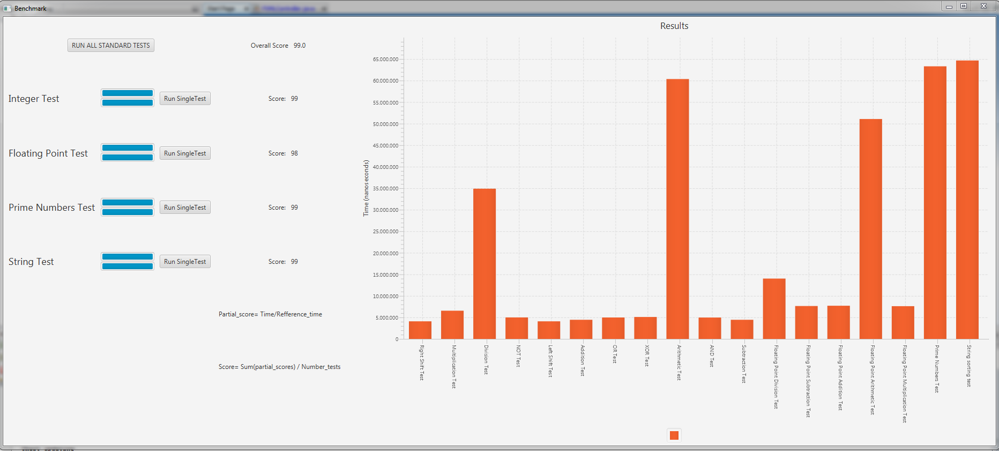 Benchmark
Start Page
RUN ALL STANDARD TESTS
Overall Score 99.0
Integer Test
Run SingleTest
Score: 99
Floating Point Test
Run SingleTest
Score: 98
Prime Numbers Test
Run SingleTest
Score: 99
String Test
Run SingleTest
Score: 99
Partial_score= Time/Refference_time
Score= Sum(partial_scores) / Number_tests
Results
Time (nanoseconds)
65.000.000
60.000.000
55.000.000
50.000.000
45.000.000
40.000.000
35.000.000
30.000.000
25.000.000
20.000.000
15.000.000
10.000.000
5.000.000
0
Right Shift Test
Multiplication Test
Division Test
NOT Test
Left Shift Test
Addition Test
OR Test
XOR Test
Arithmetic Test
AND Test
Subtraction Test
Floating Point Division Test
Floating Point Subtraction Test
Floating Point Addition Test
Floating Point Arithmetic Test
Floating Point Multiplication Test
Prime Numbers Test
String sorting test